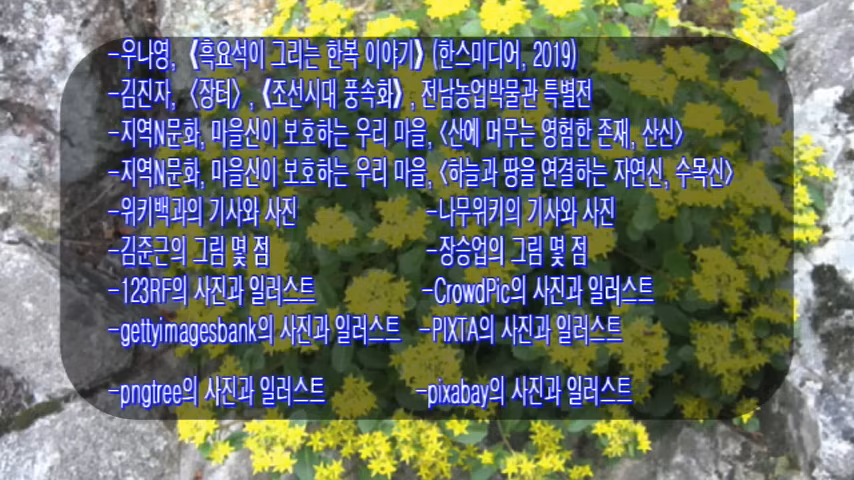 -우나영, 《흑요석이 그리는 한복 이야기》(한스미디어, 2019)
-김진자, 〈장터〉, 《조선시대 풍속화》, 전남농업박물관 특별전
-지역N문화, 마을신이 보호하는 우리 마을, <산에 머무는 영험한 존재, 산신>
-지역N문화, 마을신이 보호하는 우리 마을, <하늘과 땅을 연결하는 자연신, 수목신>
-위키백과의 기사와 사진 -나무위키의 기사와 사진
-김준근의 그림 몇 점 -장승업의 그림 몇 점
-123RF의 사진과 일러스트 -CrowdPic의 사진과 일러스트
-gettyimagesbank의 사진과 일러스트 -PIXTA의 사진과 일러스트
-pngtree의 사진과 일러스트 -pixabay의 사진과 일러스트